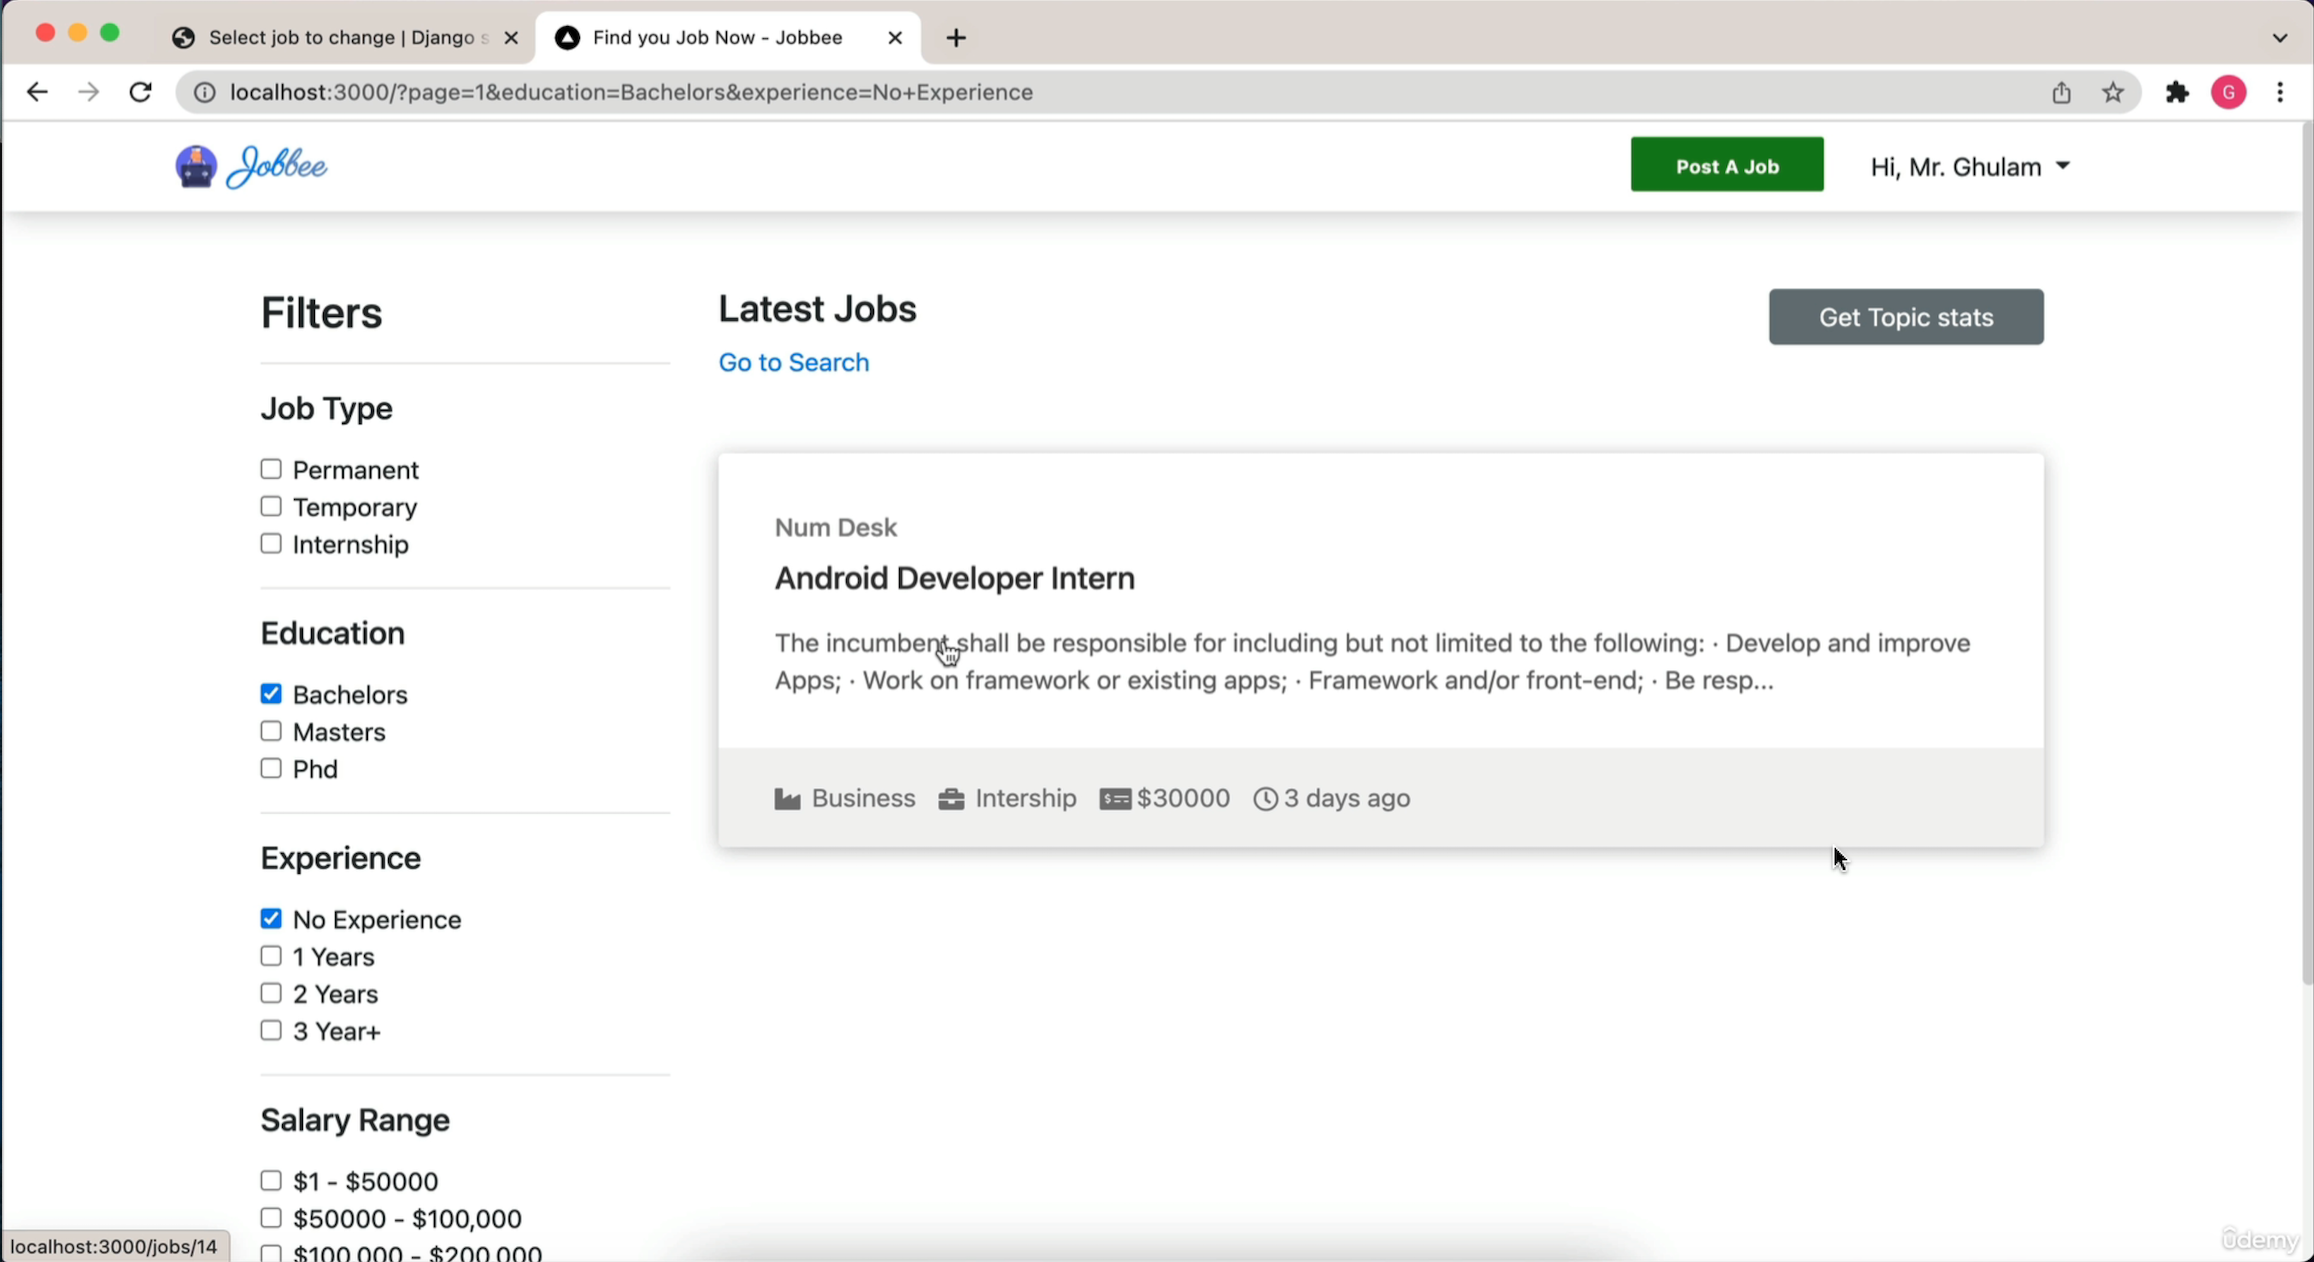 Select job to change | Django s
Find you Job Now - Jobbee
localhost:3000/?page=1&education=Bachelors&experience=No+Experience
G
Jobbee
Post A Job
Hi, Mr. Ghulam
Filters
Job Type
Permanent
Temporary
Internship
Education
Bachelors
Masters
Phd
Experience
No Experience
1 Years
2 Years
3 Year+
Salary Range
$1 - $50000
$50000 - $100,000
$100,000 - $200,000
Latest Jobs
Go to Search
Get Topic stats
Num Desk
Android Developer Intern
The incumbent shall be responsible for including but not limited to the following: · Develop and improve
Apps; · Work on framework or existing apps; · Framework and/or front-end; · Be resp...
Business Intership $30000 3 days ago
localhost:3000/jobs/14
ûdemy